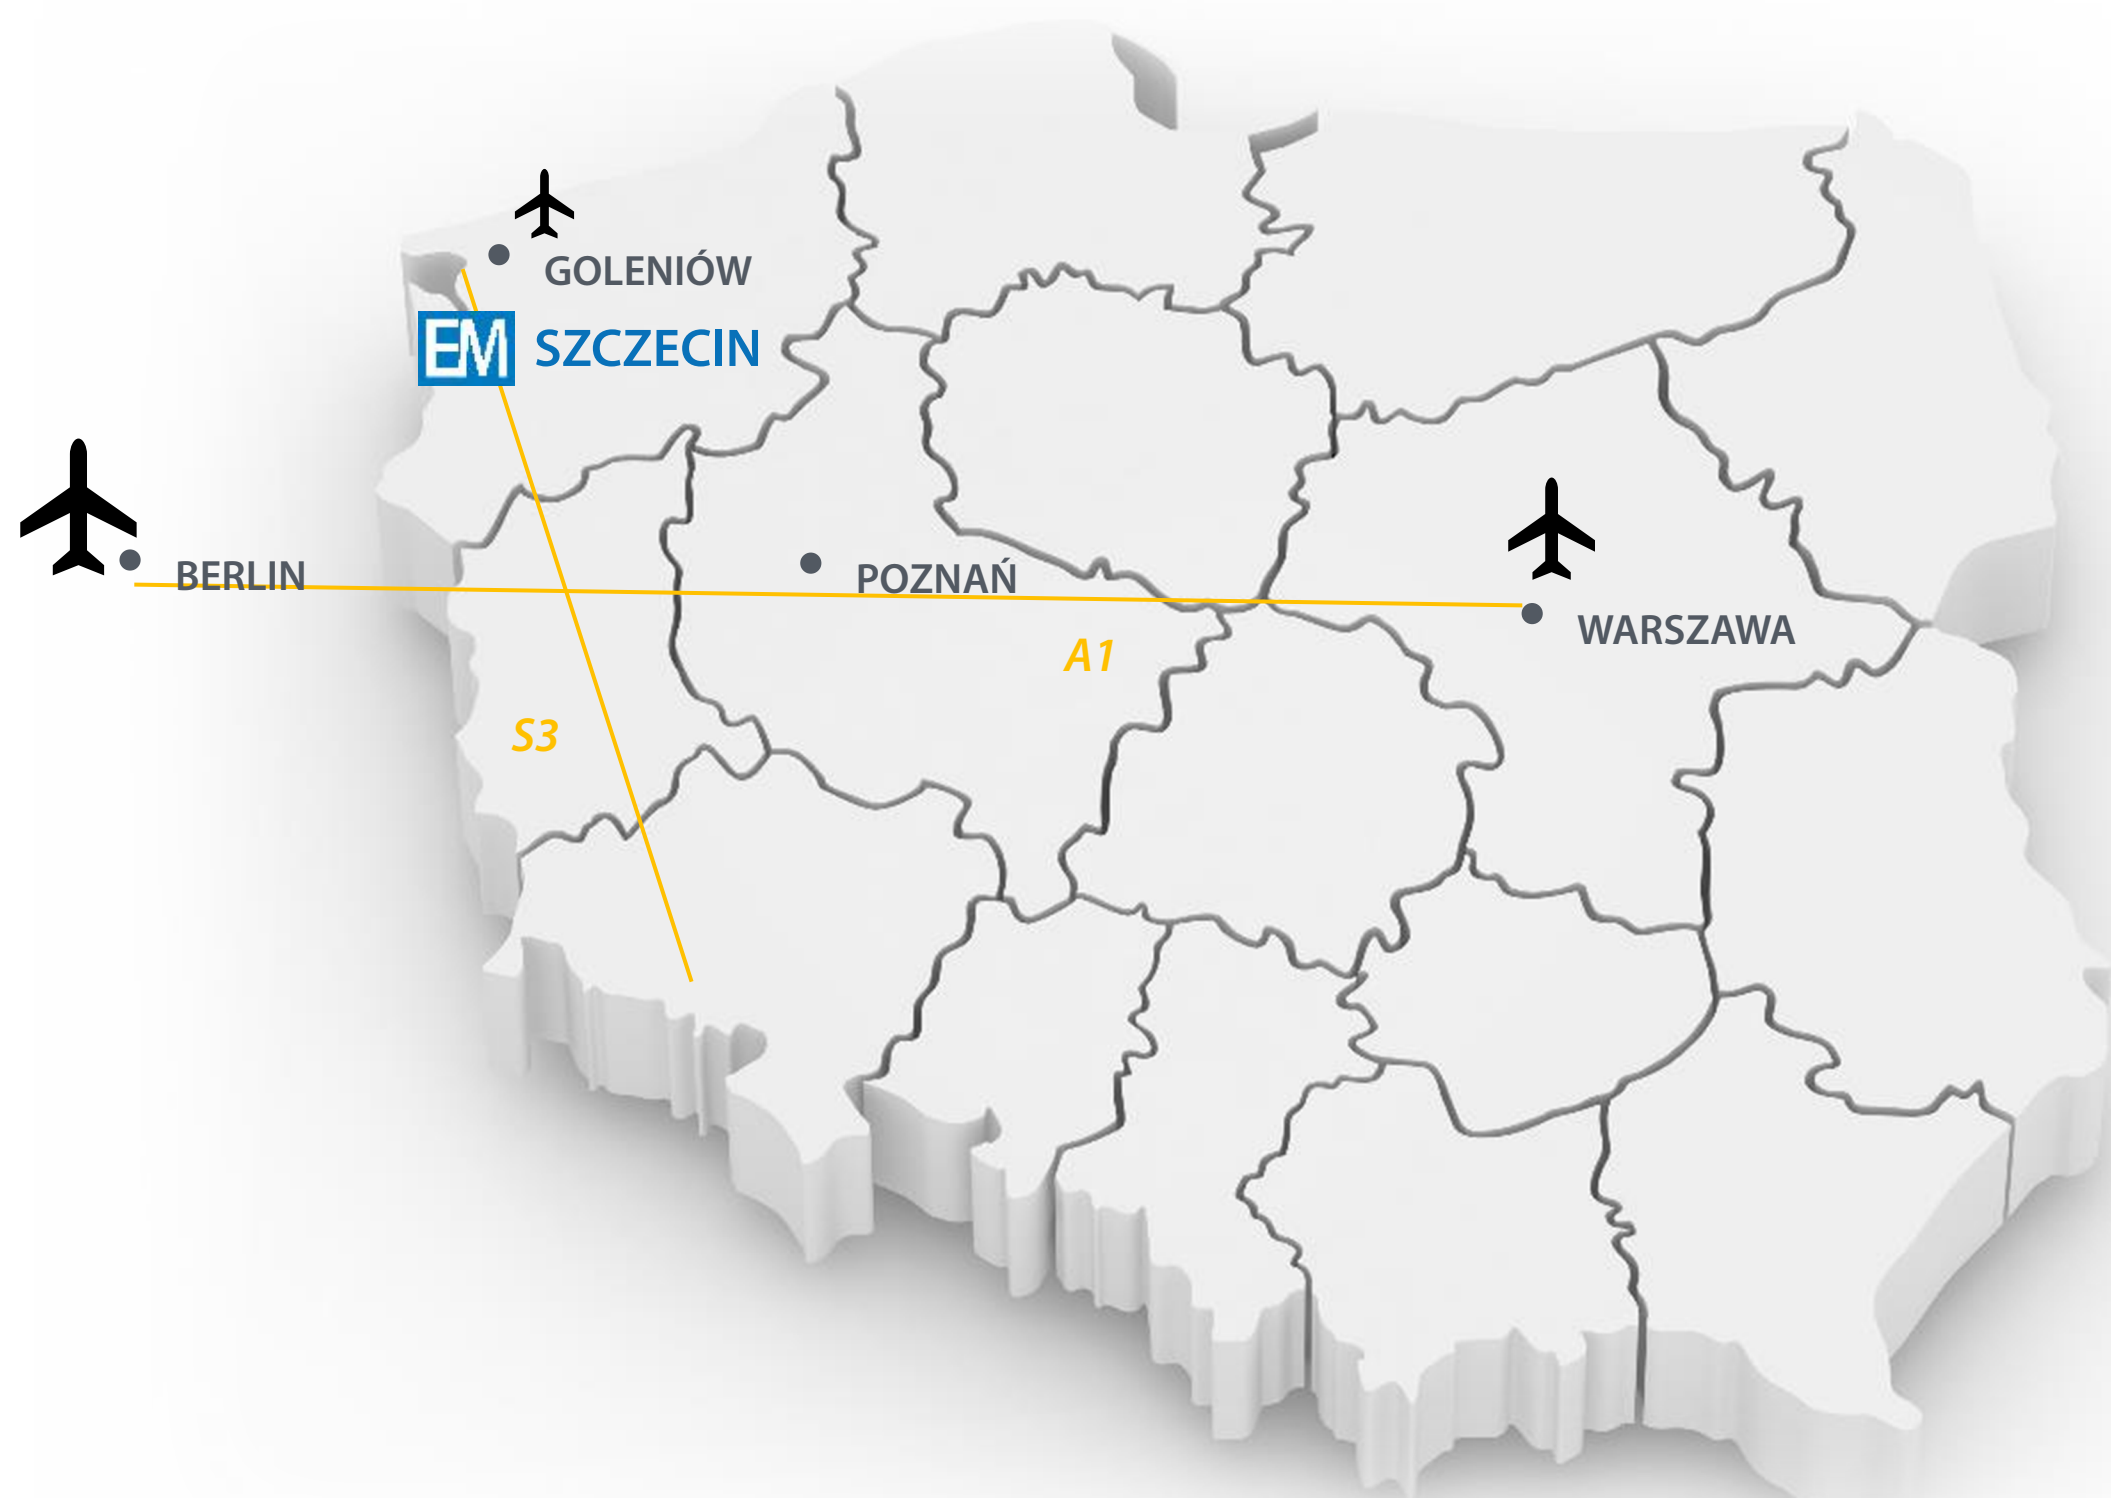 GOLENIÓW
EM SZCZECIN
BERLIN
POZNAŃ
WARSZAWA
A1
S3